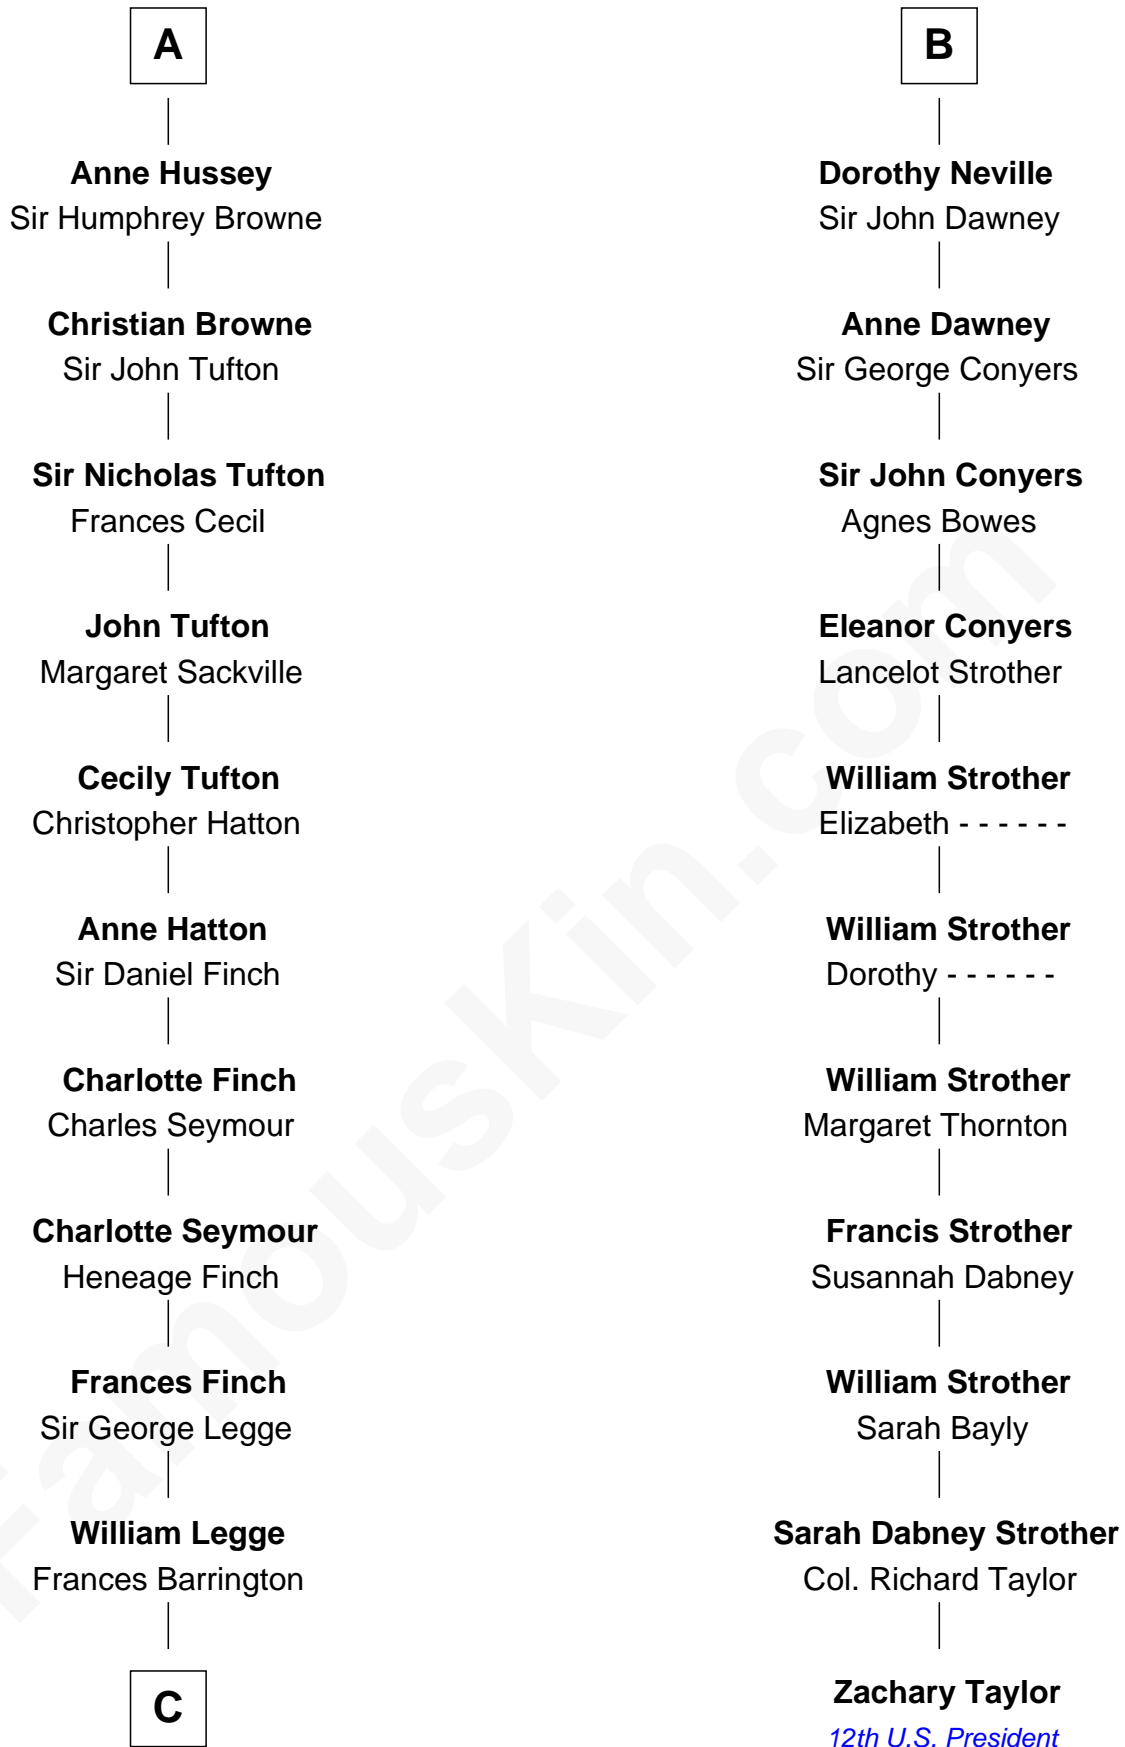 A
Anne Hussey
Sir Humphrey Browne
Christian Browne
Sir John Tufton
Sir Nicholas Tufton
Frances Cecil
John Tufton
Margaret Sackville
Cecily Tufton
Christopher Hatton
Anne Hatton
Sir Daniel Finch
Charlotte Finch
Charles Seymour
Charlotte Seymour
Heneage Finch
Frances Finch
Sir George Legge
William Legge
Frances Barrington
C
B
Dorothy Neville
Sir John Dawney
Anne Dawney
Sir George Conyers
Sir John Conyers
Agnes Bowes
Eleanor Conyers
Lancelot Strother
William Strother
Elizabeth - - - - - -
William Strother
Dorothy - - - - - -
William Strother
Margaret Thornton
Francis Strother
Susannah Dabney
William Strother
Sarah Bayly
Sarah Dabney Strother
Col. Richard Taylor
Zachary Taylor
12th U.S. President
FamousKin.com